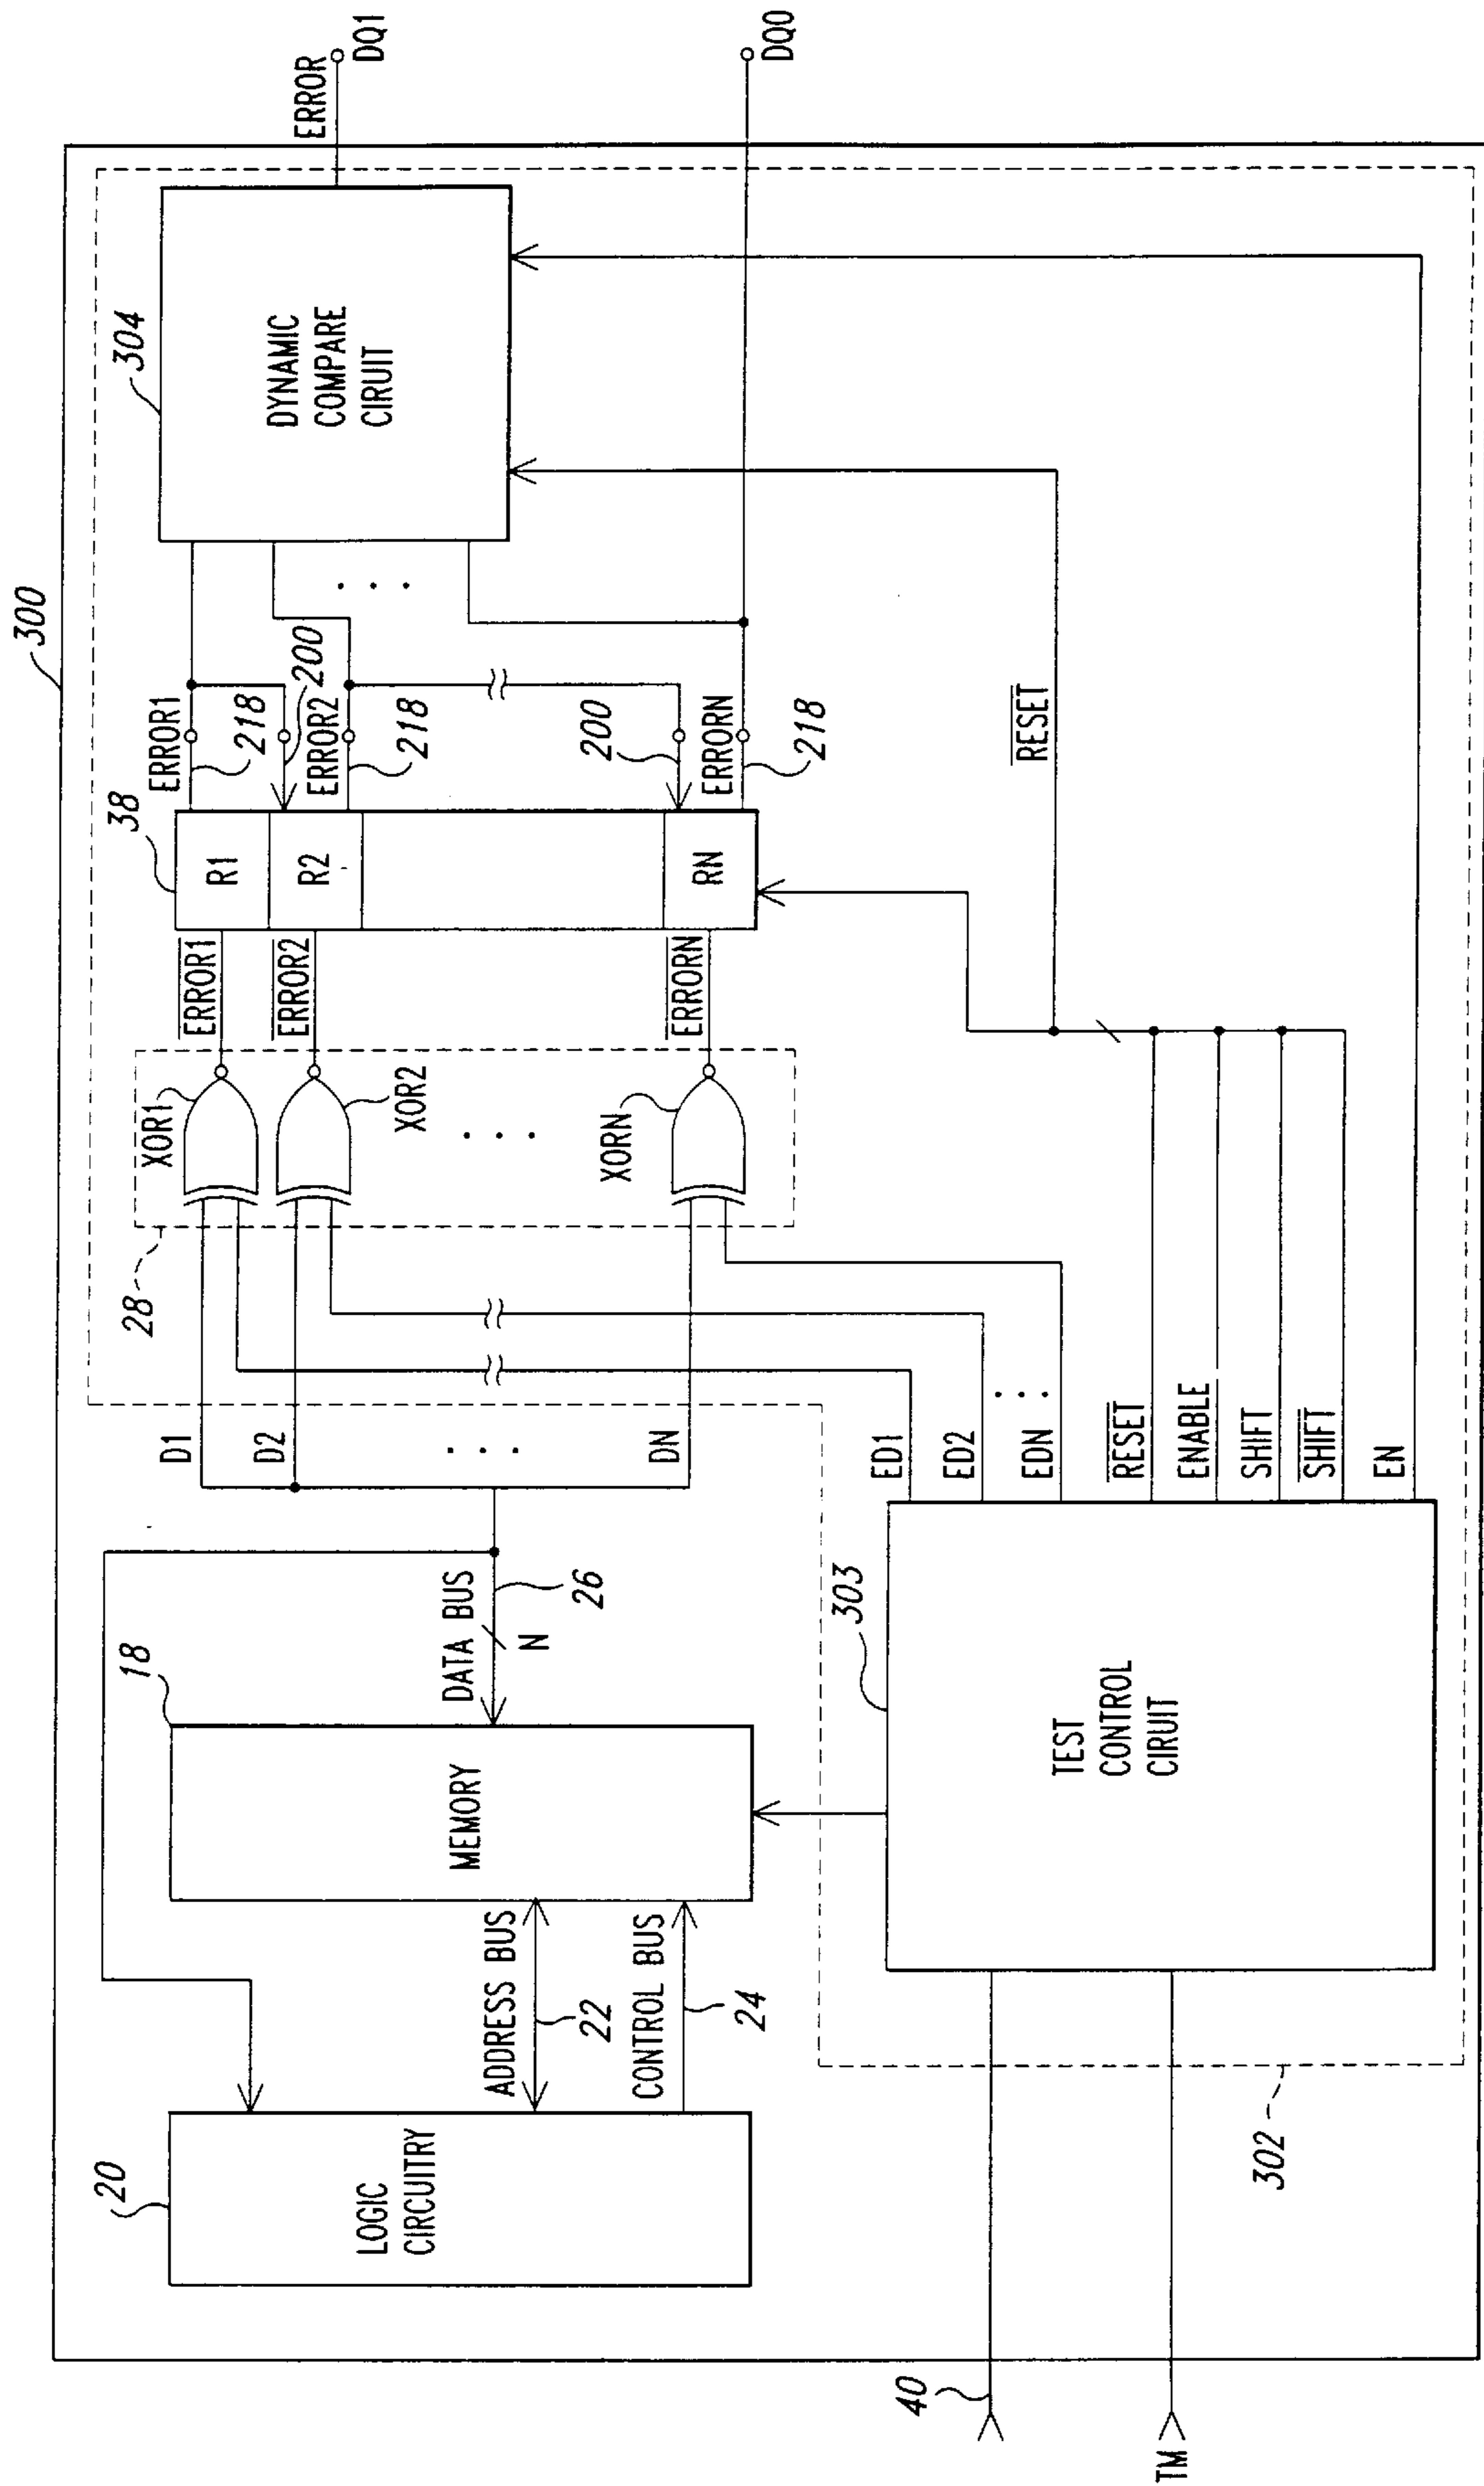 300
20
LOGIC
CIRCUITRY
ADDRESS BUS
22
CONTROL BUS
24
18
MEMORY
DATA BUS
26
N
D1
D2
. . .
DN
28
XOR1
XOR2
. . .
XORN
ERROR1
ERROR2
ERRORN
38
R1
R2
RN
ERROR1
218
200
ERROR2
218
200
ERRORN
218
. . .
304
DYNAMIC
COMPARE
CIRUIT
ERROR
DQ1
DQ0
40
TM
302
303
TEST
CONTROL
CIRUIT
ED1
ED2
. . .
EDN
RESET
ENABLE
SHIFT
SHIFT
EN
RESET